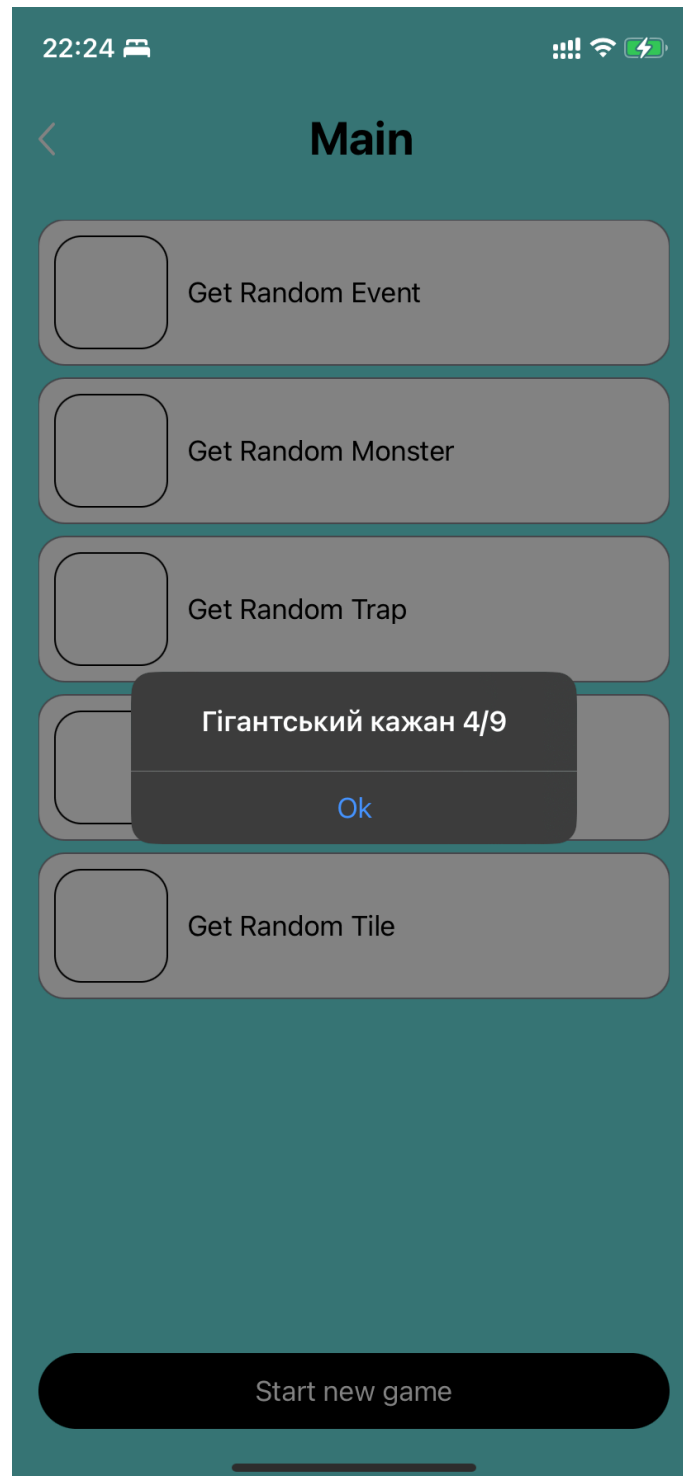 22:24
Main
Get Random Event
Get Random Monster
Get Random Trap
Гігантський кажан 4/9
Ok
Get Random Tile
Start new game